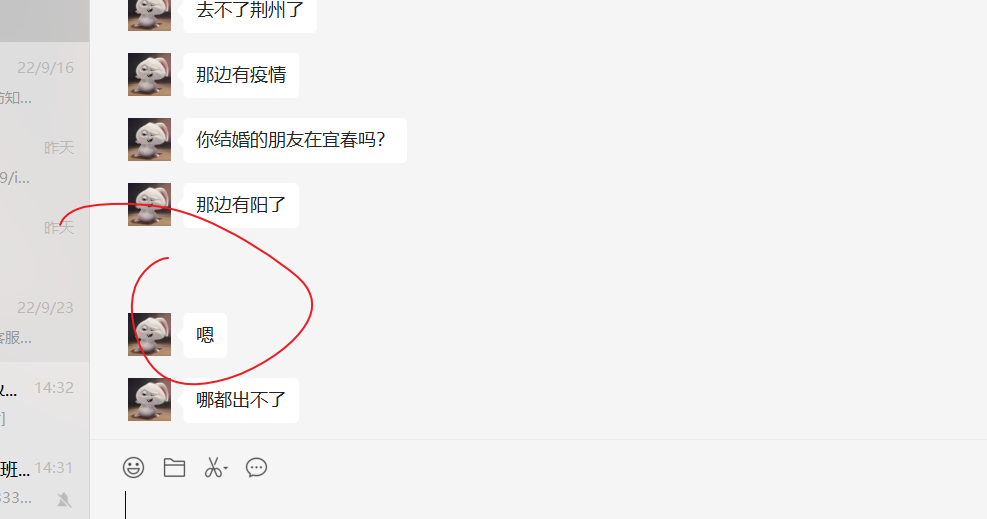 去不了荆州了
22/9/16
那边有疫情
知...
昨天
你结婚的朋友在宜春吗？
9/i...
那边有阳了
昨天
22/9/23
客服...
嗯
14:32
...
]
哪都出不了
班...
14:31
333...